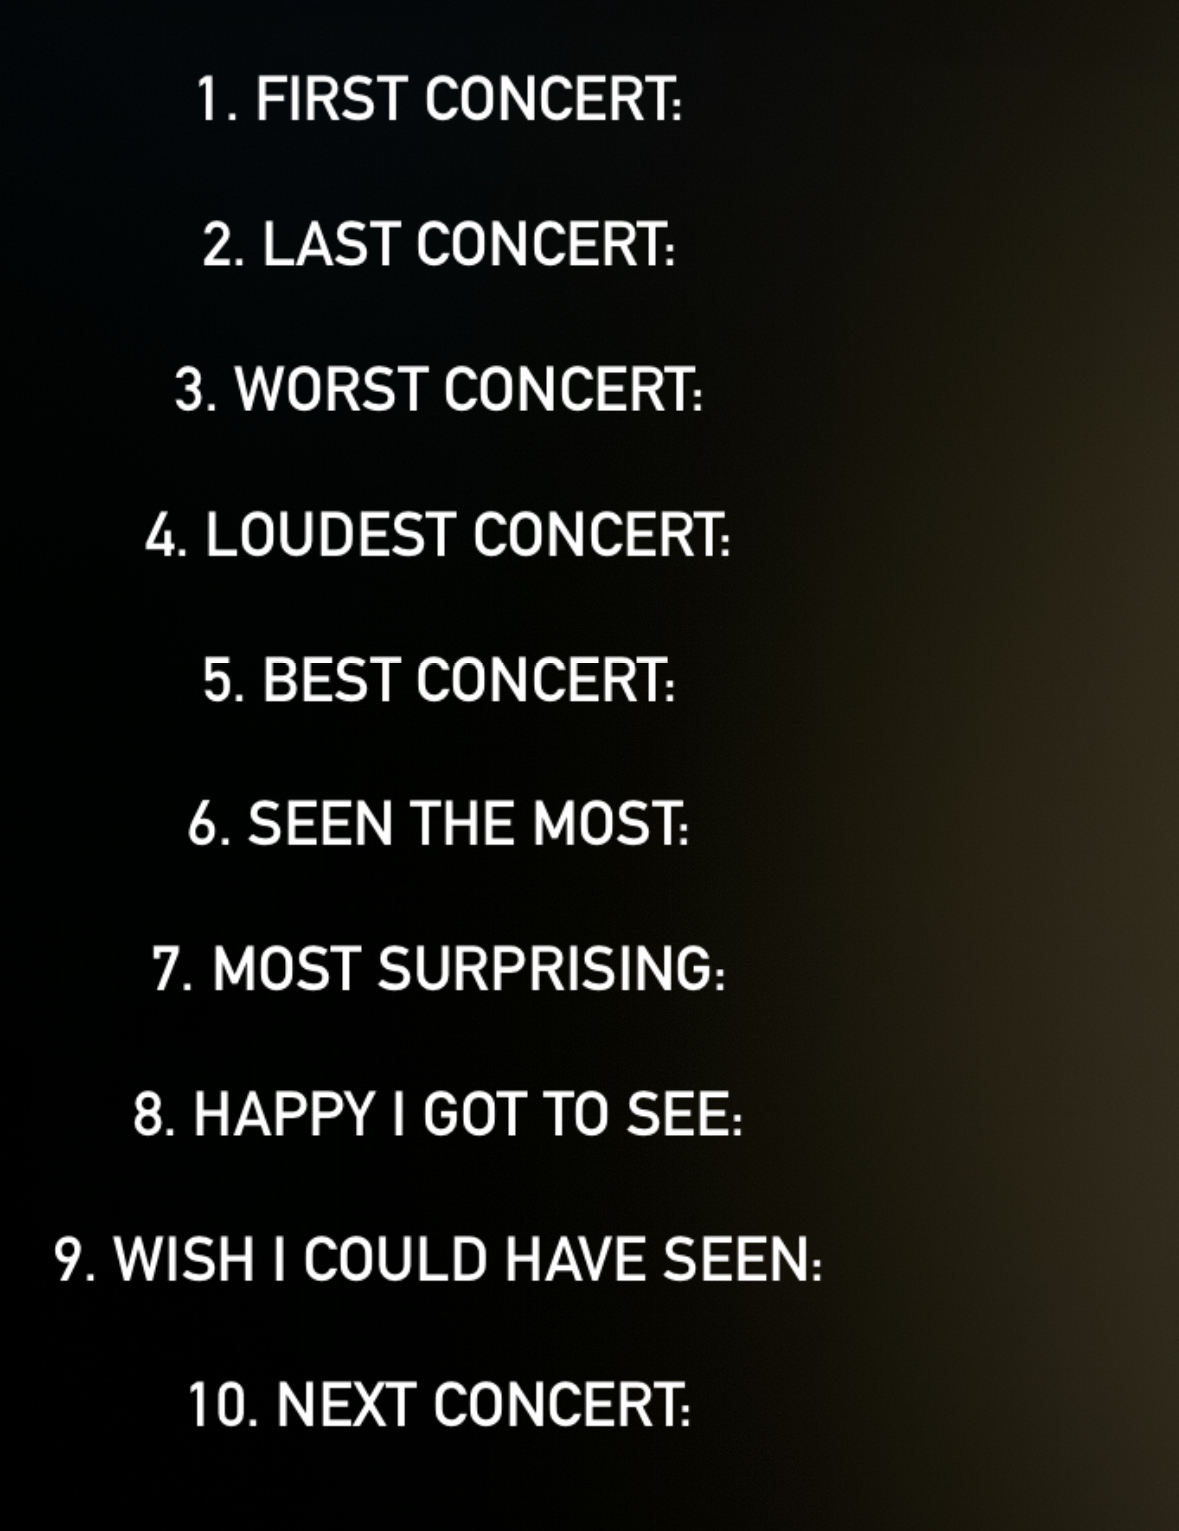 1. FIRST CONCERT:
2. LAST CONCERT:
3. WORST CONCERT:
4. LOUDEST CONCERT:
5. BEST CONCERT:
6. SEEN THE MOST:
7. MOST SURPRISING:
8. HAPPY I GOT TO SEE:
9. WISH I COULD HAVE SEEN:
10. NEXT CONCERT: